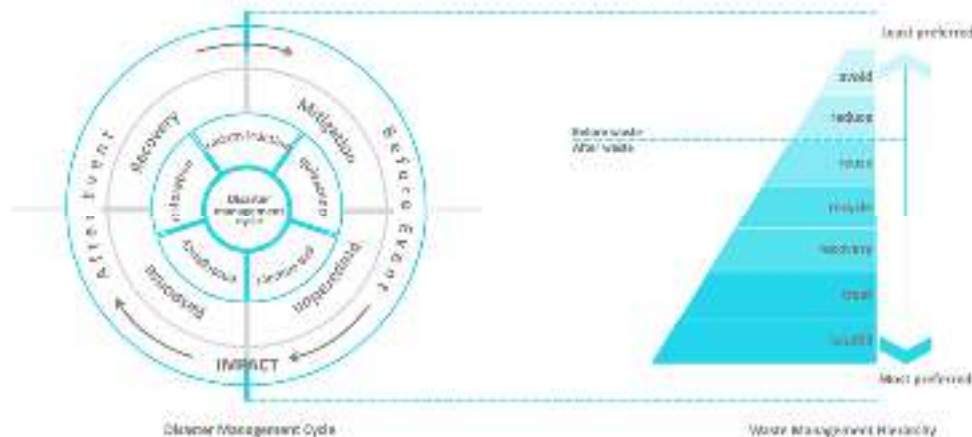 Least preferred
avoid
reduce
Before waste
After waste
reuse
recycle
recovery
treat
landfill
Most preferred
After Event
Before Event
Recovery
Mitigation
Preparation
Response
IMPACT
Disaster
management
cycle
Disaster Management Cycle
Waste Management Hierarchy